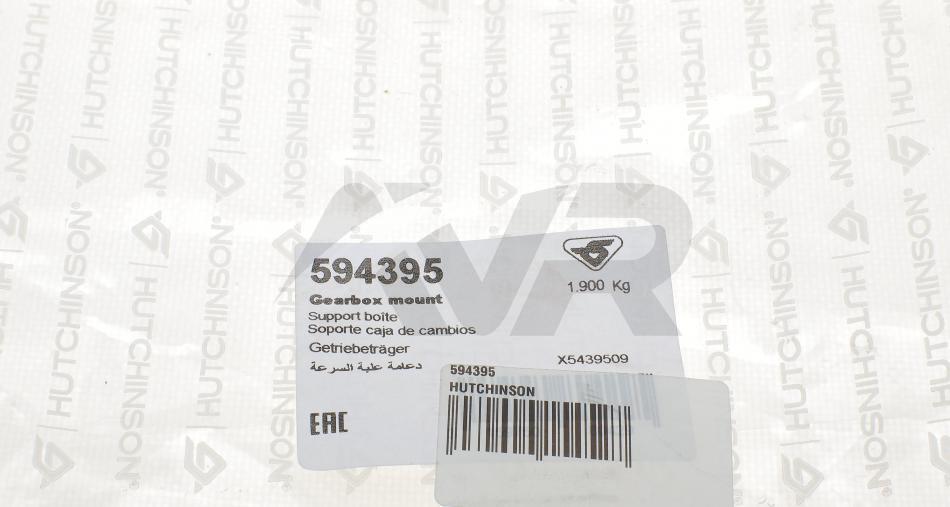 594395
1.900 Kg
Gearbox mount
Support boîte
Soporte caja de cambios
Getriebeträger
X5439509
دعامة علبة السرعة
594395
HUTCHINSON
EAC
HUTCHINSON